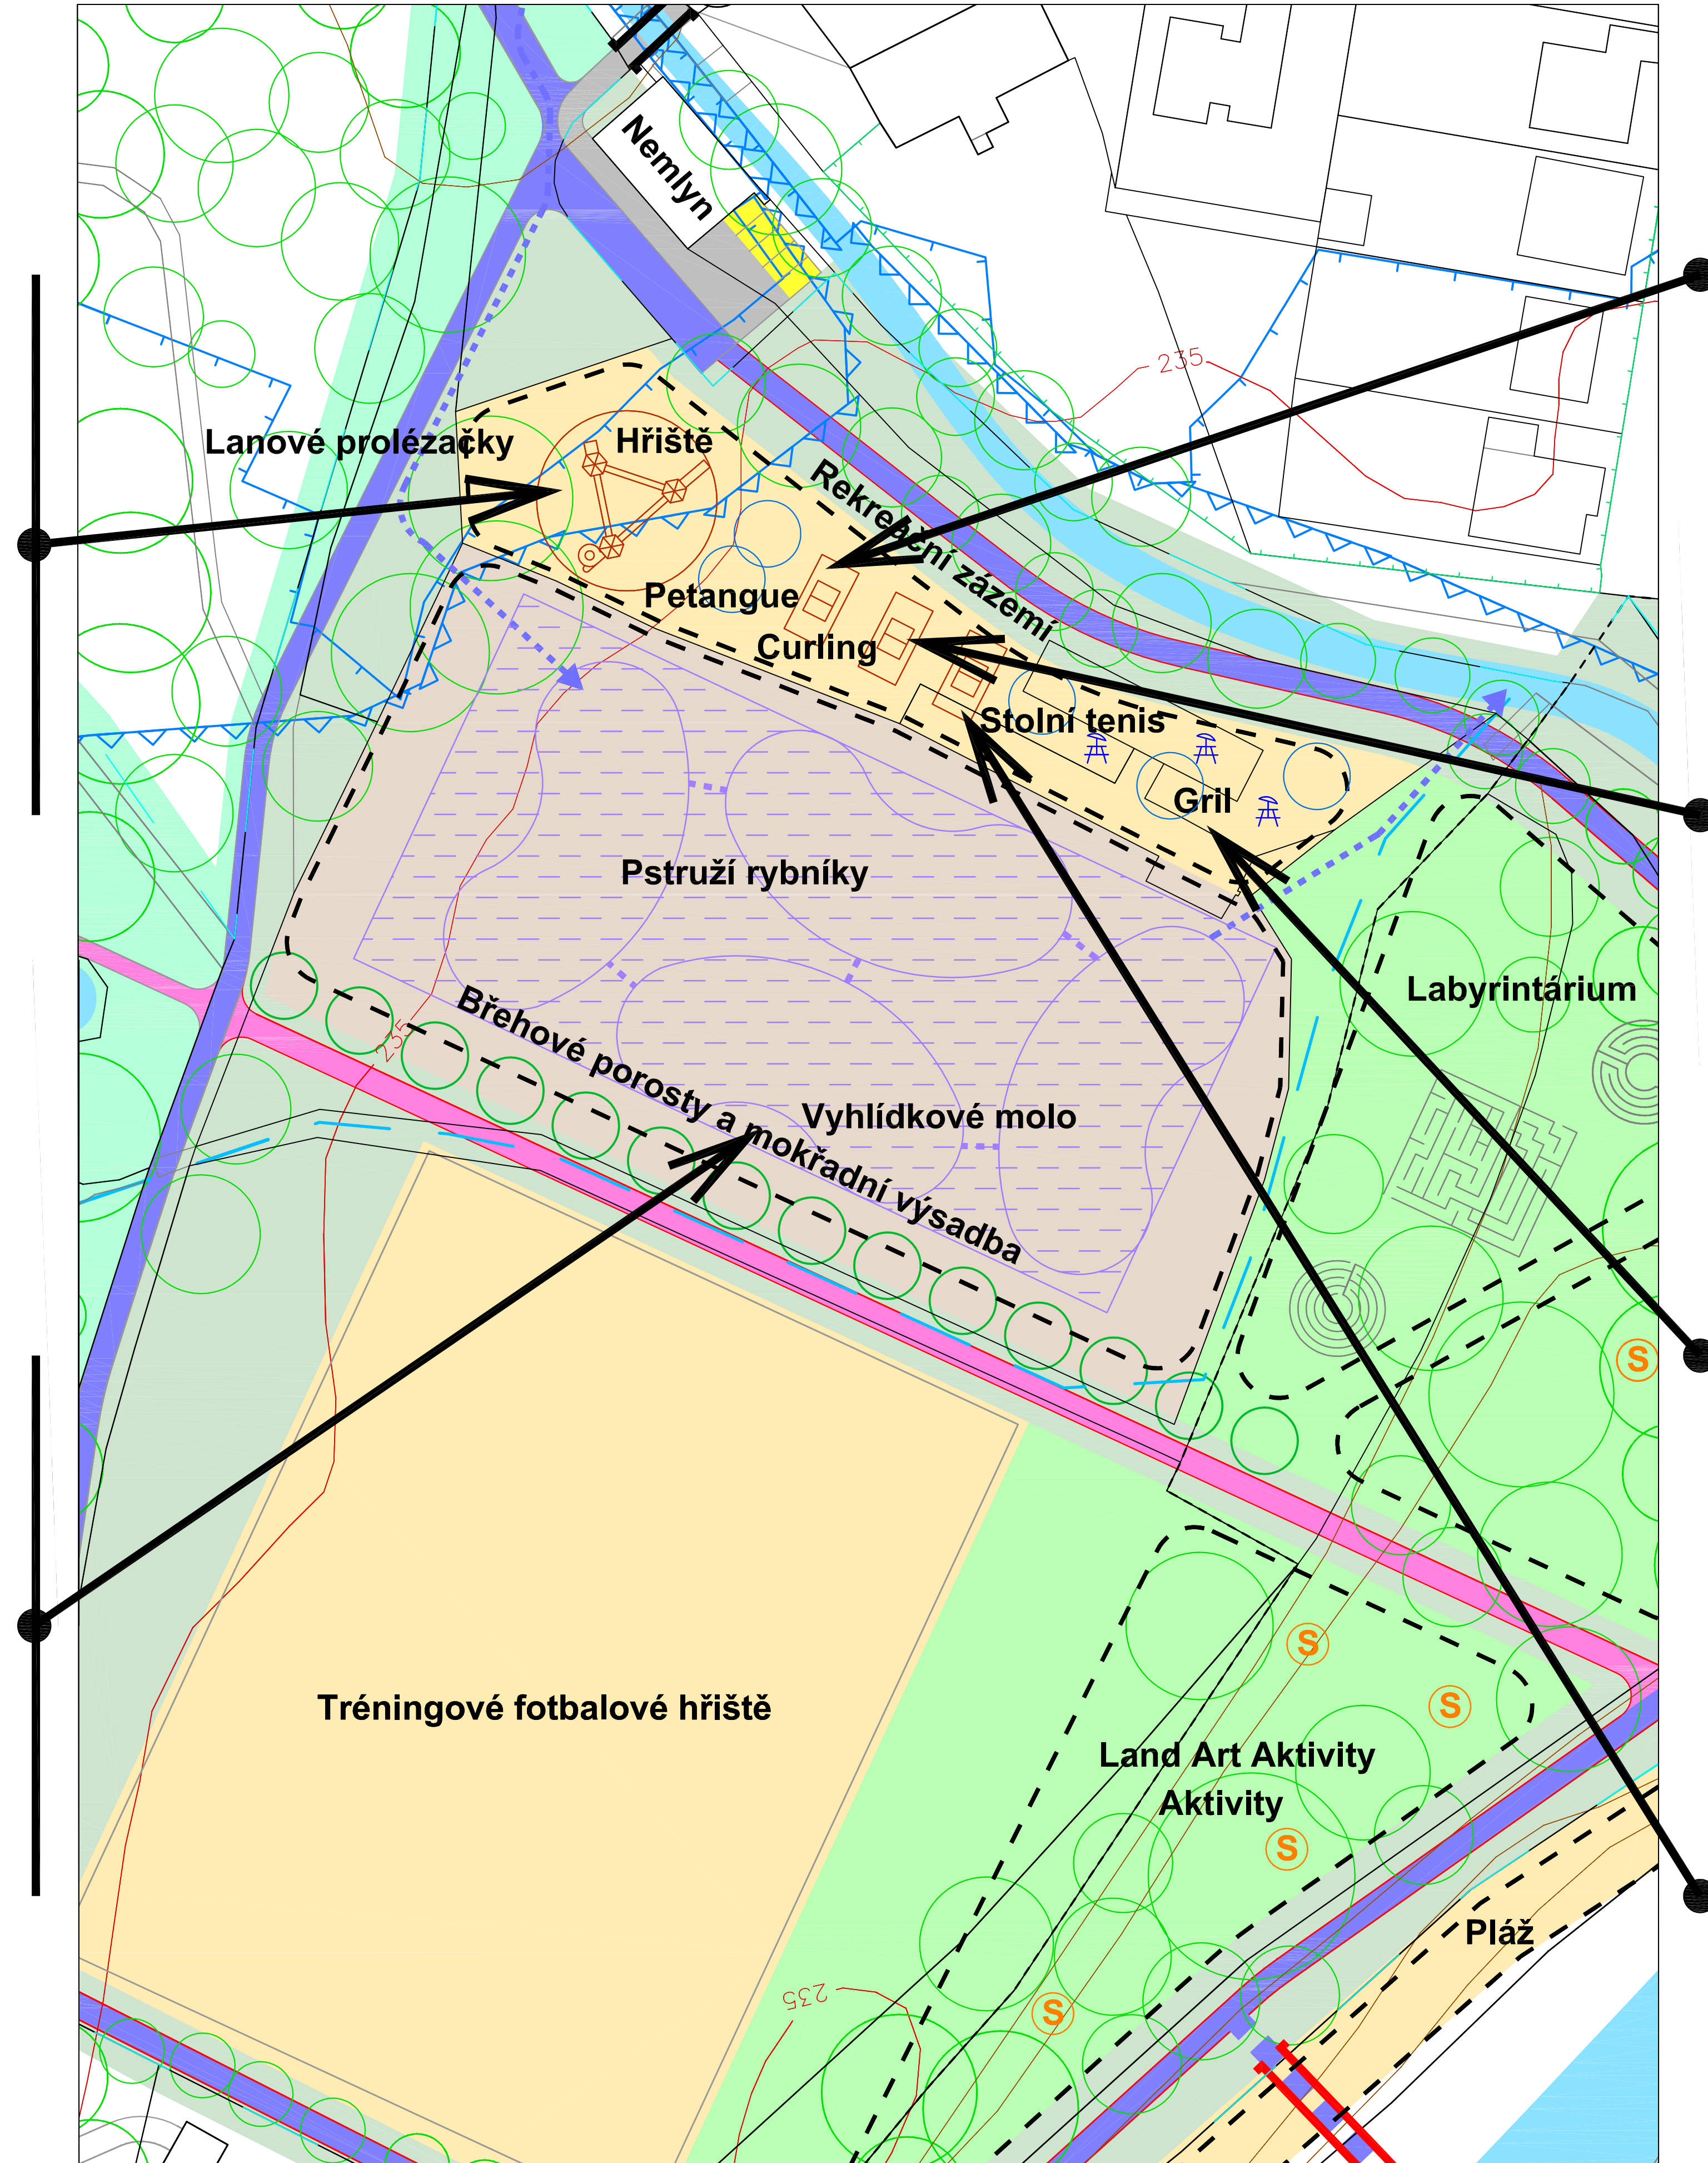 Nemlyn
235
Lanové prolézačky
Hřiště
Rekreační zázemí
Petangue
Curling
Stolní tenis
Gril
Pstruží rybníky
Labyrintárium
235
Břehové porosty a mokřadní výsadba
Vyhlídkové molo
S
S
Tréningové fotbalové hřiště
S
Land Art Aktivity
Aktivity
S
Pláž
235
S